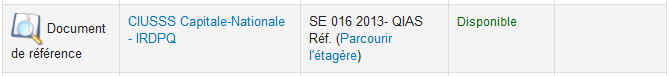 Document
de référence
CIUSSS Capitale-Nationale
- IRDPQ
SE 016 2013- QIAS
Réf. (Parcourir
l'étagère)
Disponible